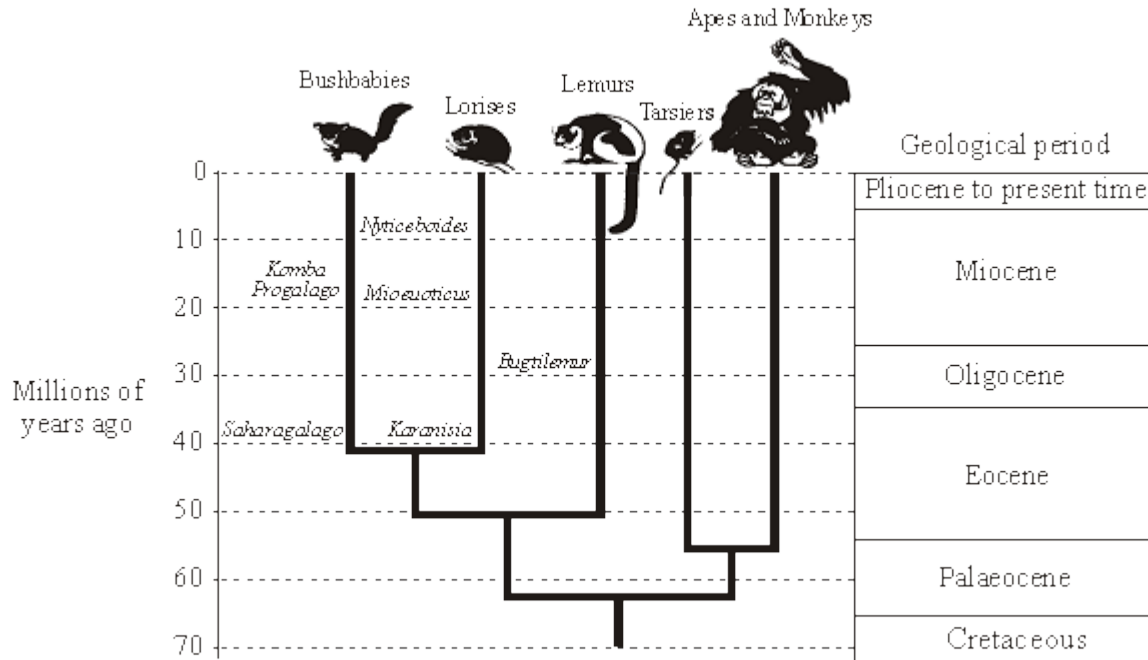 Apes and Monkeys
Bushbabies
Lorises
Lemurs
Tarsiers
Geological period
0
Pliocene to present time
Nyticeboides
10
Komba
Progalago
Mioeuoticus
Miocene
20
Bugtilemur
30
Oligocene
Millions of
years ago
Saharagalago
Karanisia
40
Eocene
50
60
Palaeocene
70
Cretaceous